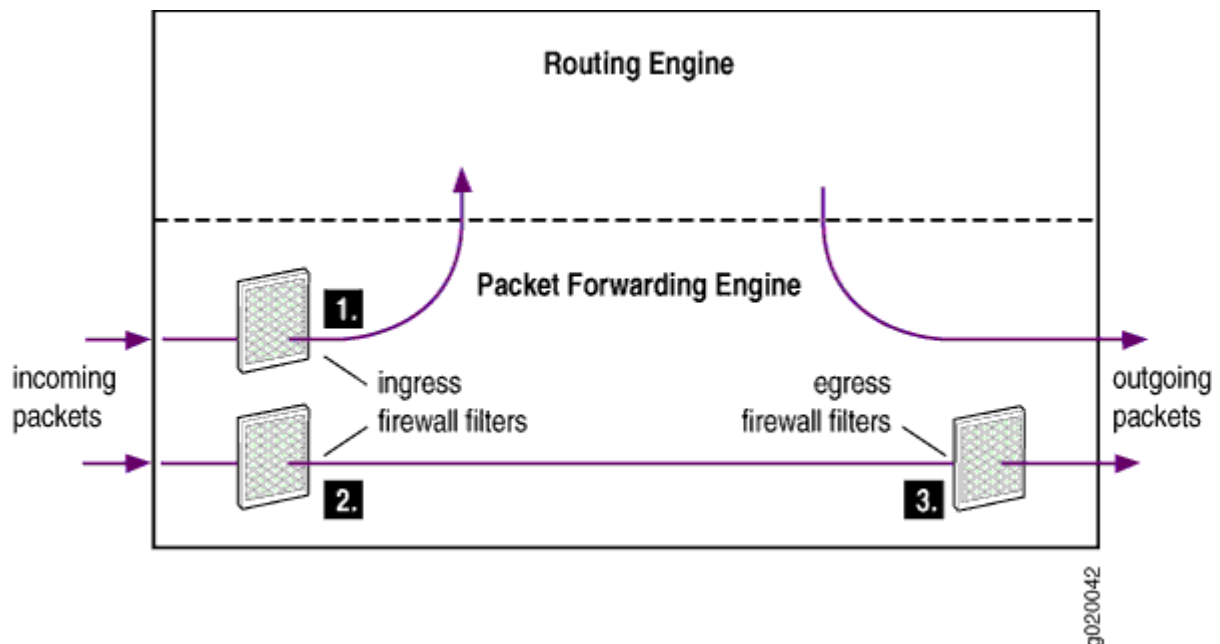 Routing Engine
Packet Forwarding Engine
1.
incoming
packets
ingress
firewall filters
egress
firewall filters
outgoing
packets
2.
3.
g020042